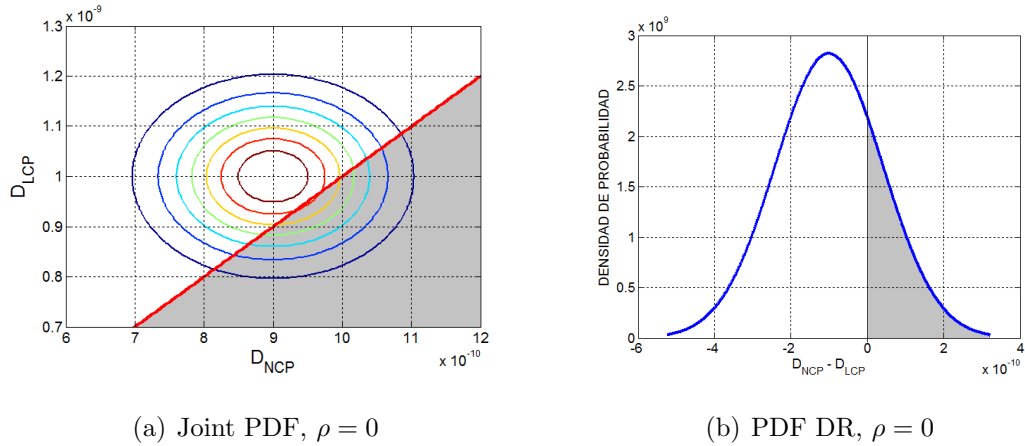 x 10⁻⁹
1.3
1.2
1.1
1
0.9
0.8
0.7
D_LCP
6 7 8 9 10 11 12
D_NCP
x 10⁻¹⁰
(a) Joint PDF, ρ = 0
x 10⁹
3
2.5
2
1.5
1
0.5
0
DENSIDAD DE PROBABILIDAD
-6 -4 -2 0 2 4
D_NCP - D_LCP
x 10⁻¹⁰
(b) PDF DR, ρ = 0